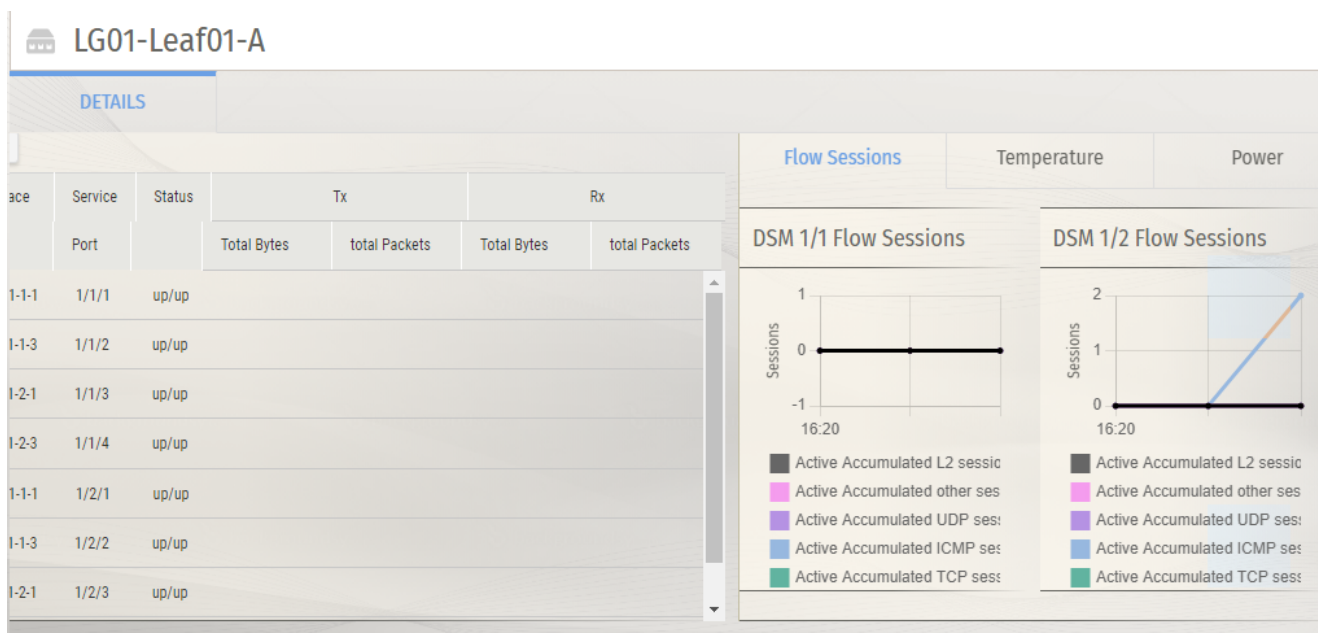 LG01-Leaf01-A
DETAILS
ace Service Status Tx Rx
Port Total Bytes total Packets Total Bytes total Packets
1-1-1 1/1/1 up/up
1-1-3 1/1/2 up/up
1-2-1 1/1/3 up/up
1-2-3 1/1/4 up/up
1-1-1 1/2/1 up/up
1-1-3 1/2/2 up/up
1-2-1 1/2/3 up/up
Flow Sessions Temperature Power
DSM 1/1 Flow Sessions
1
0
-1
Sessions
16:20
Active Accumulated L2 sessic
Active Accumulated other ses
Active Accumulated UDP sess
Active Accumulated ICMP ses
Active Accumulated TCP sess
DSM 1/2 Flow Sessions
2
1
0
Sessions
16:20
Active Accumulated L2 sessic
Active Accumulated other ses
Active Accumulated UDP sess
Active Accumulated ICMP ses
Active Accumulated TCP sess